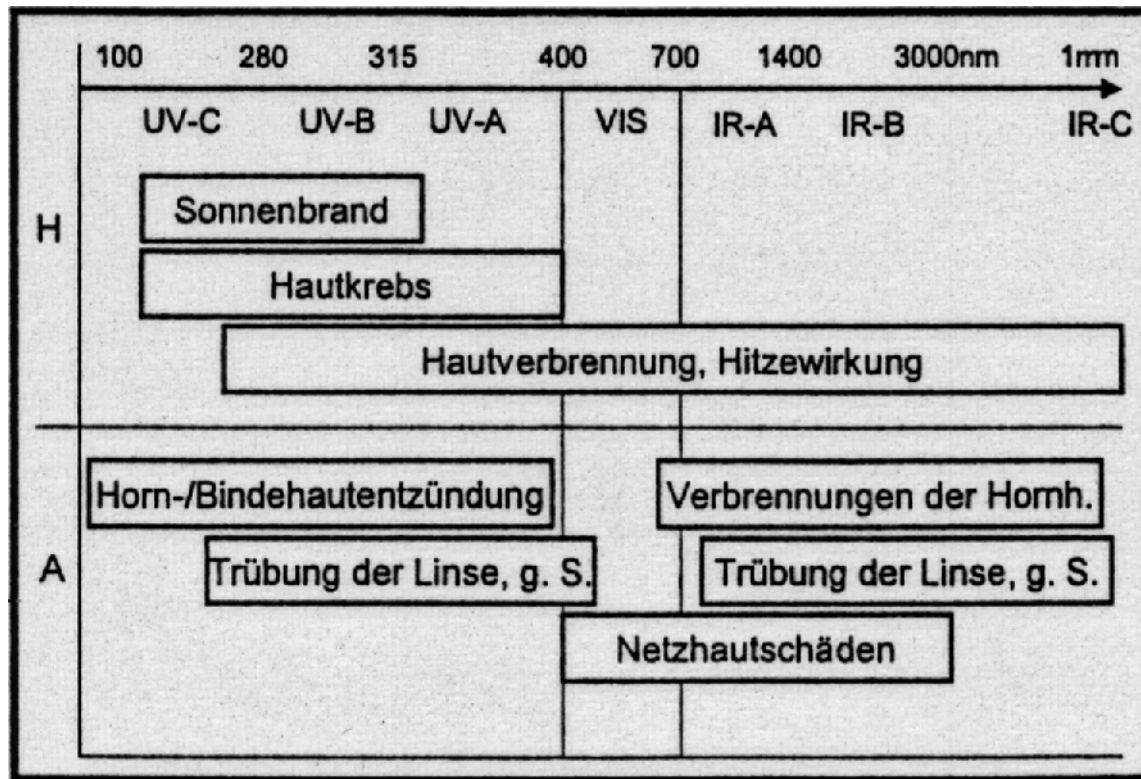 100 280 315 400 700 1400 3000nm 1mm
UV-C UV-B UV-A VIS IR-A IR-B IR-C
H
Sonnenbrand
Hautkrebs
Hautverbrennung, Hitzewirkung
A
Horn-/Bindehautentzündung Verbrennungen der Hornh.
Trübung der Linse, g. S. Trübung der Linse, g. S.
Netzhautschäden